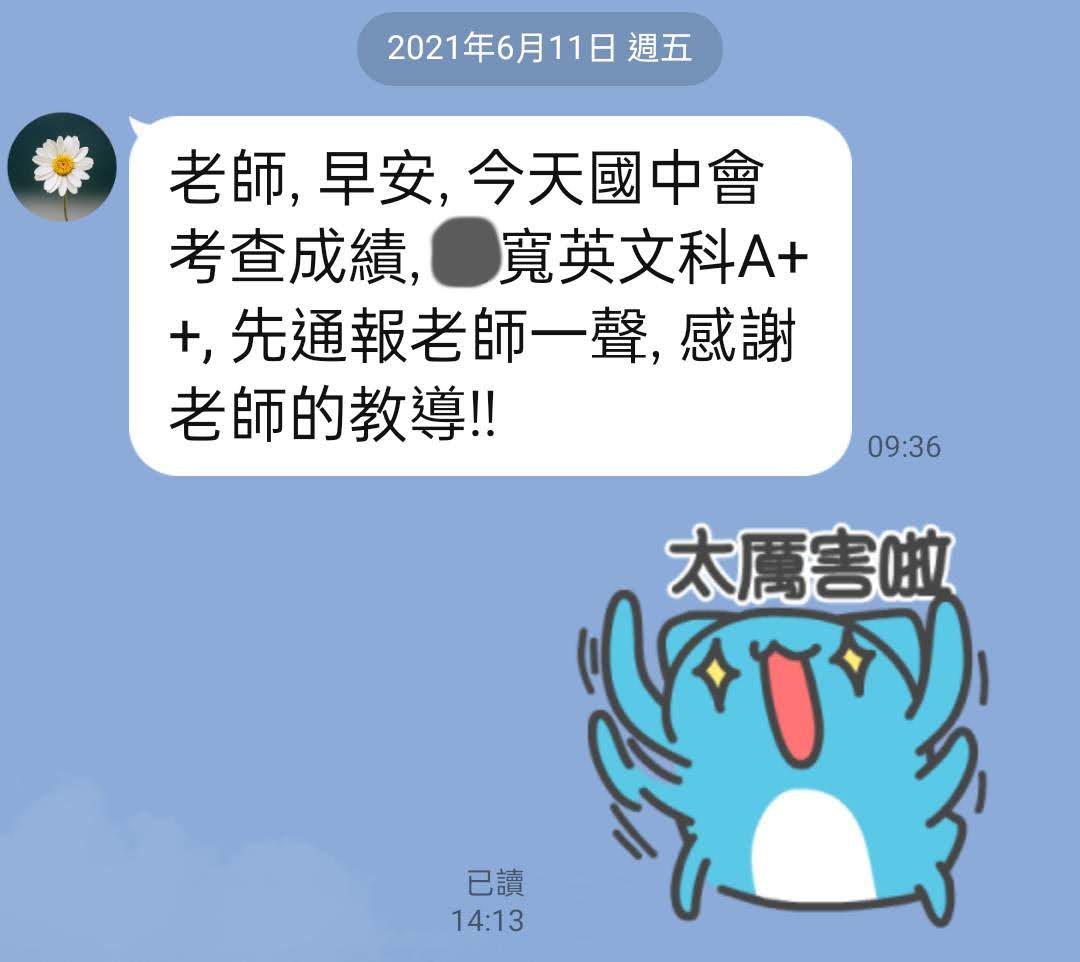 2021年6月11日 週五
老師, 早安, 今天國中會
考查成績, 寬英文科A+
+, 先通報老師一聲, 感謝
老師的教導!!
09:36
太厲害啦
已讀
14:13